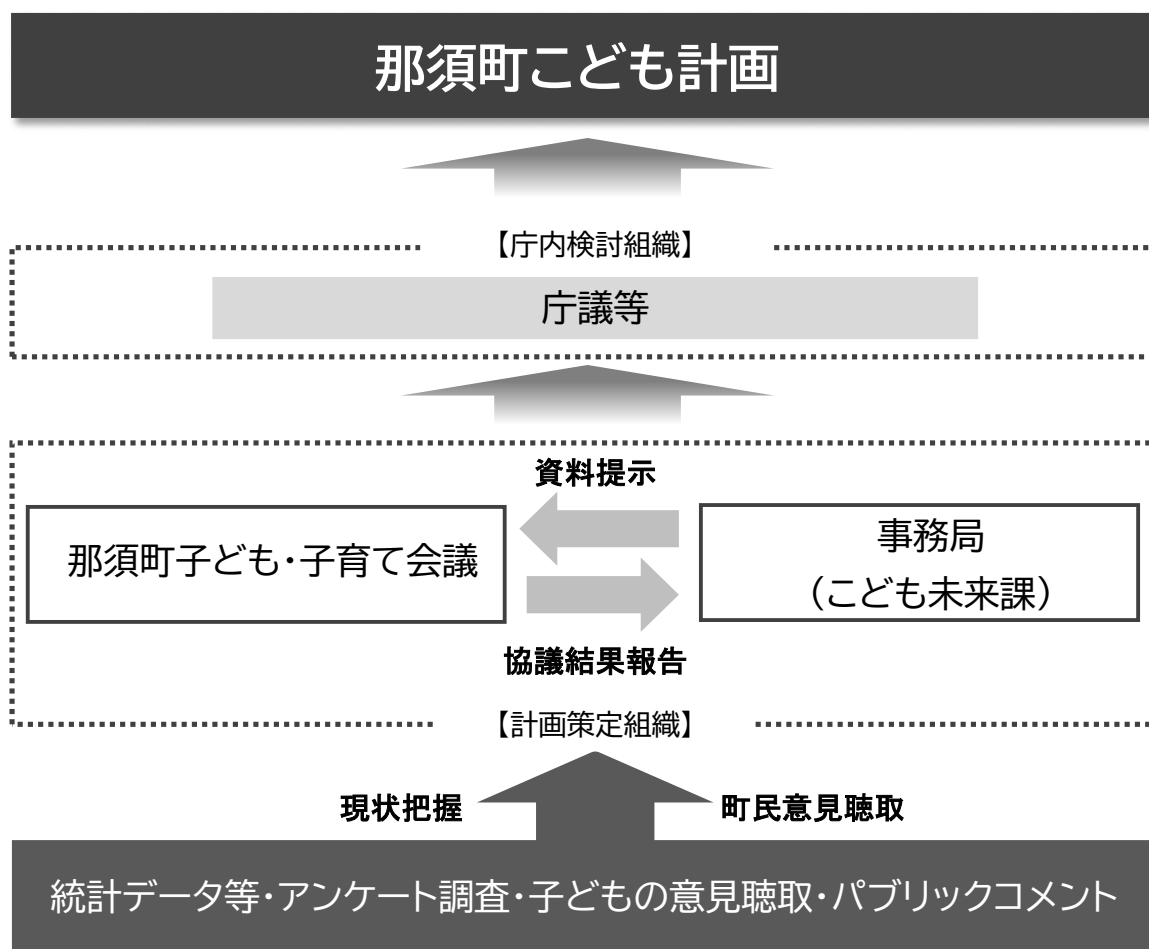 那須町こども計画
【庁内検討組織】
庁議等
資料提示
那須町子ども・子育て会議
事務局
（こども未来課）
協議結果報告
【計画策定組織】
現状把握
町民意見聴取
統計データ等・アンケート調査・子どもの意見聴取・パブリックコメント